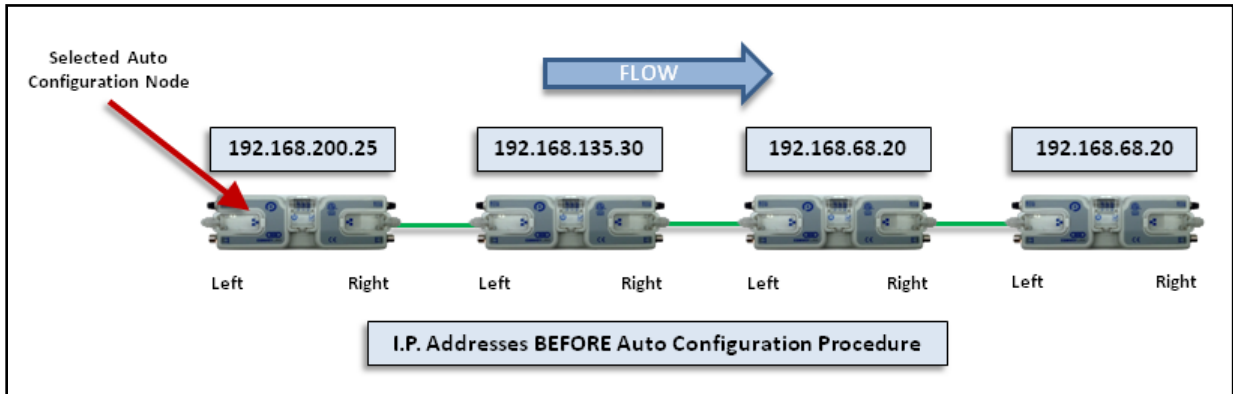 Selected Auto
Configuration Node
FLOW
192.168.200.25
192.168.135.30
192.168.68.20
192.168.68.20
Left
Right
Left
Right
Left
Right
Left
Right
I.P. Addresses BEFORE Auto Configuration Procedure